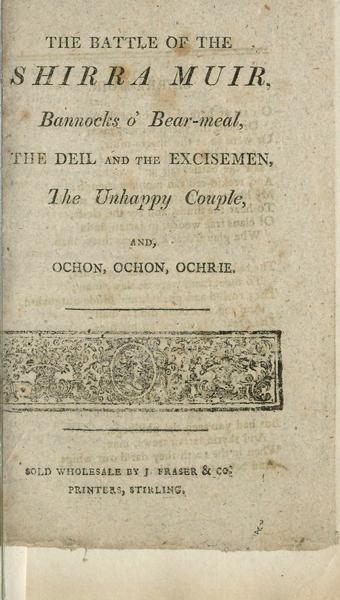 THE BATTLE OF THE
SHIRRA MUIR,
Bannocks o' Bear-meal,
THE DEIL AND THE EXCISEMEN,
The Unhappy Couple,
AND,
OCHON, OCHON, OCHRIE.
SOLD WHOLESALE BY J. FRASER & CO.
PRINTERS, STIRLING.